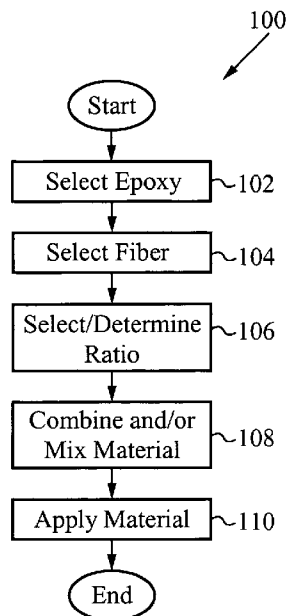 100
Start
Select Epoxy
102
Select Fiber
104
Select/Determine
Ratio
106
Combine and/or
Mix Material
108
Apply Material
110
End